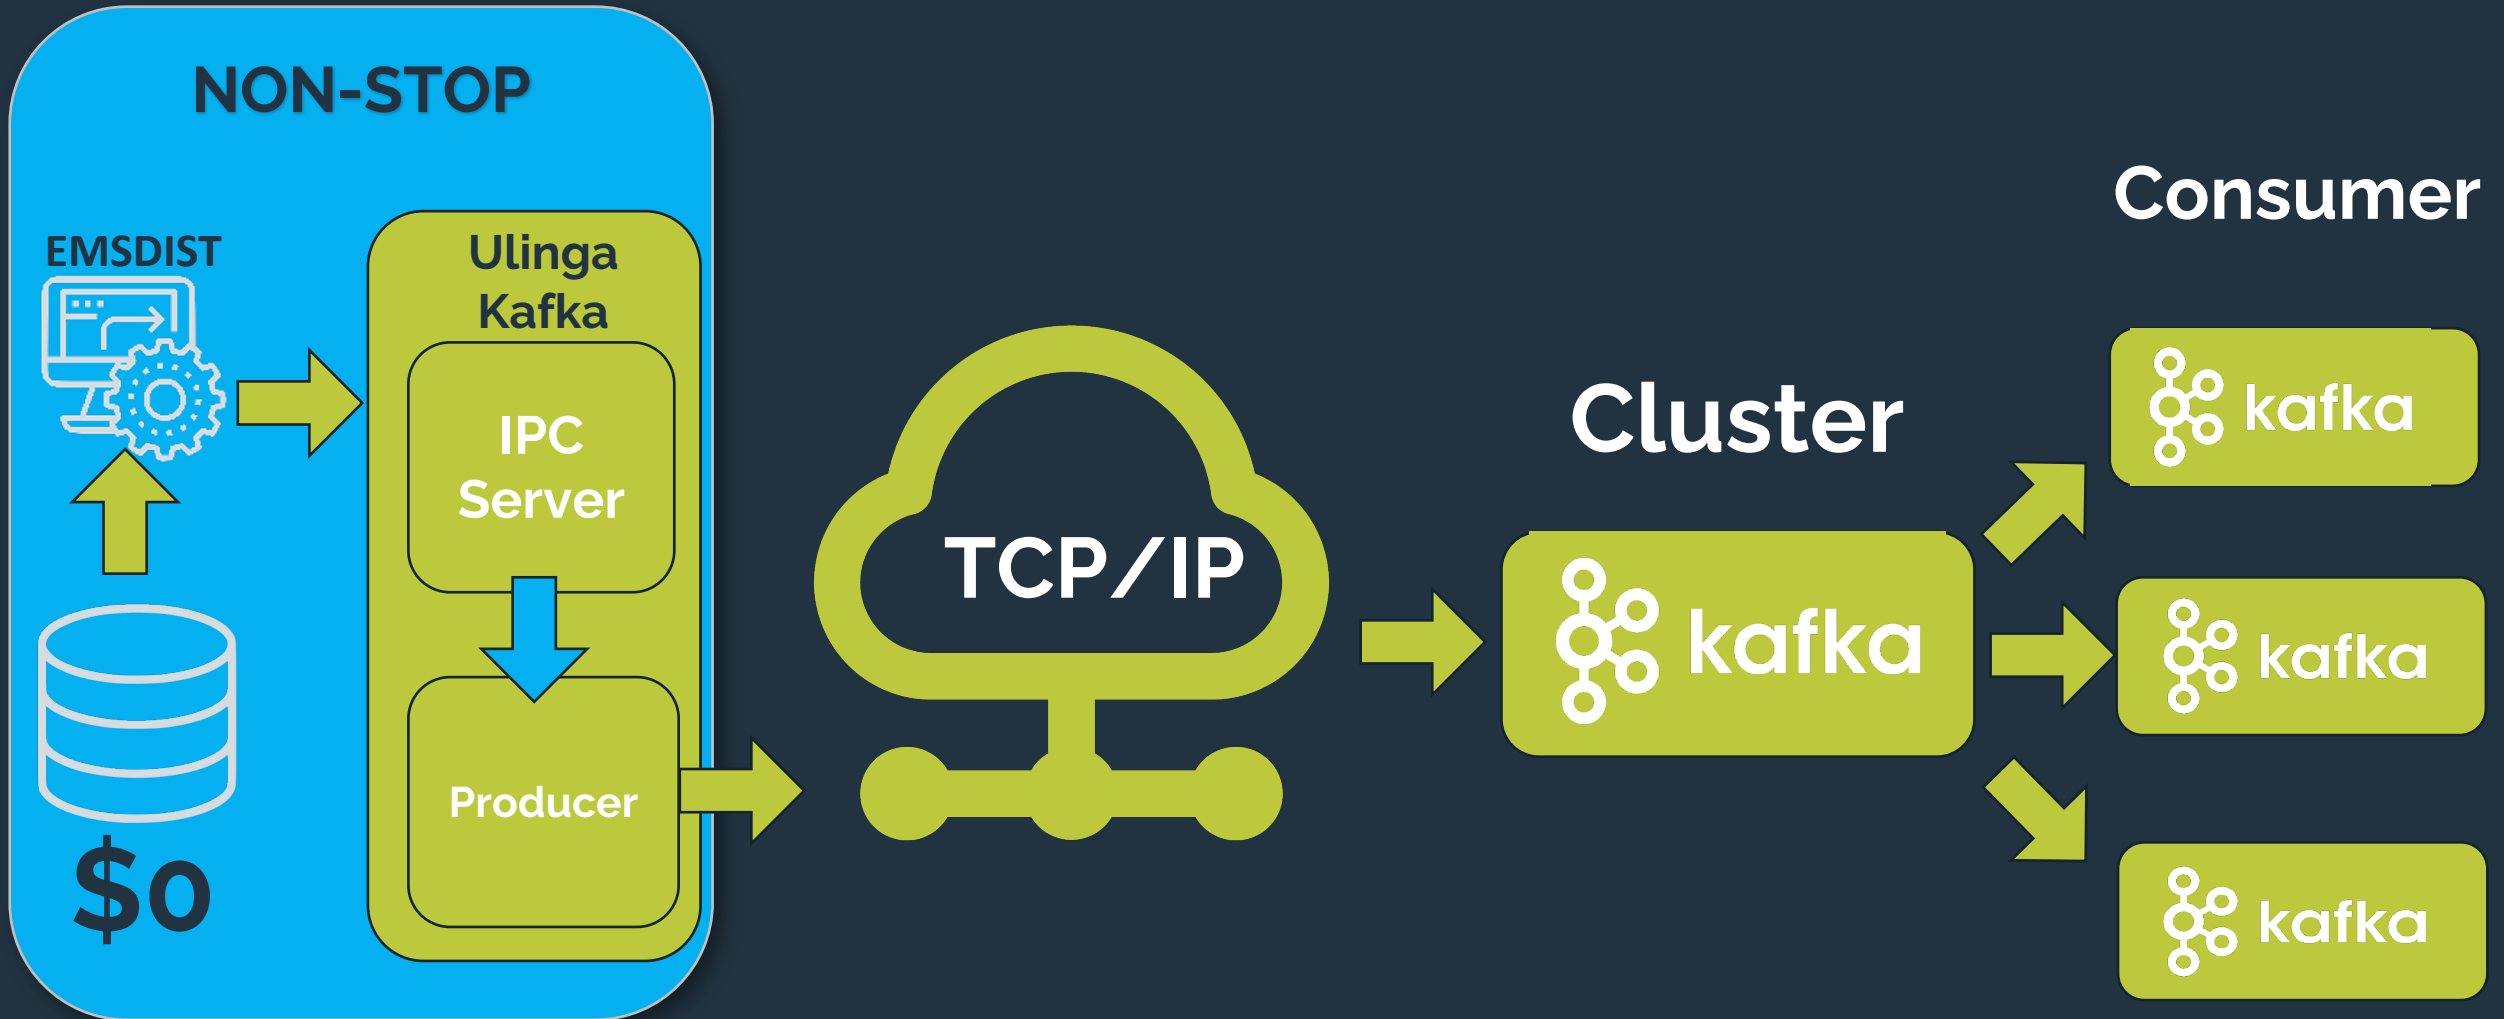 NON-STOP
EMSDIST
$0
Ulinga
Kafka
IPC
Server
Producer
TCP/IP
Cluster
kafka
Consumer
kafka
kafka
kafka